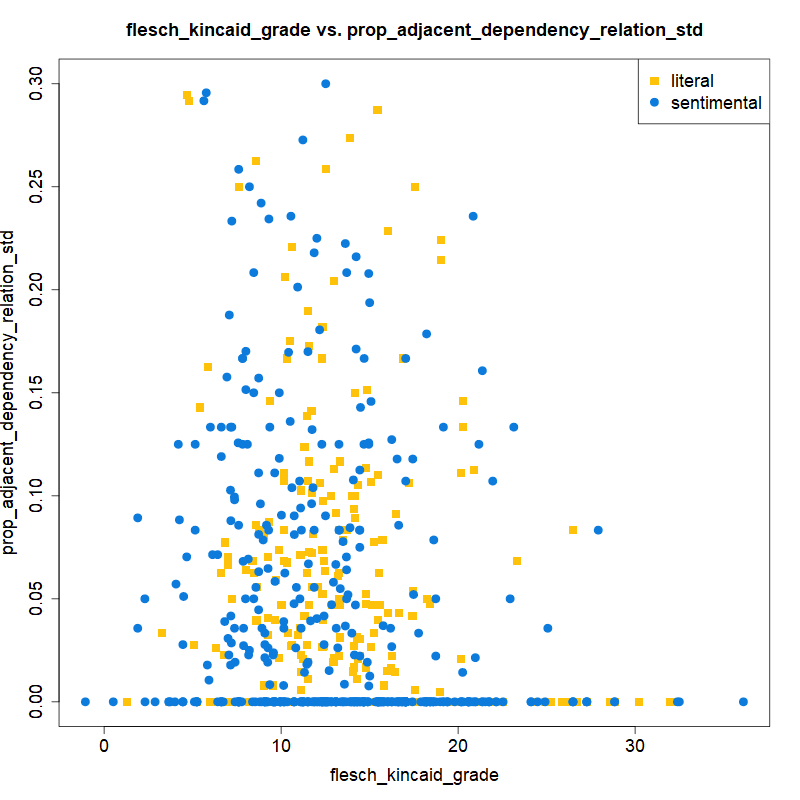 flesch_kincaid_grade vs. prop_adjacent_dependency_relation_std
literal
sentimental
prop_adjacent_dependency_relation_std
0.30
0.25
0.20
0.15
0.10
0.05
0.00
0 10 20 30
flesch_kincaid_grade